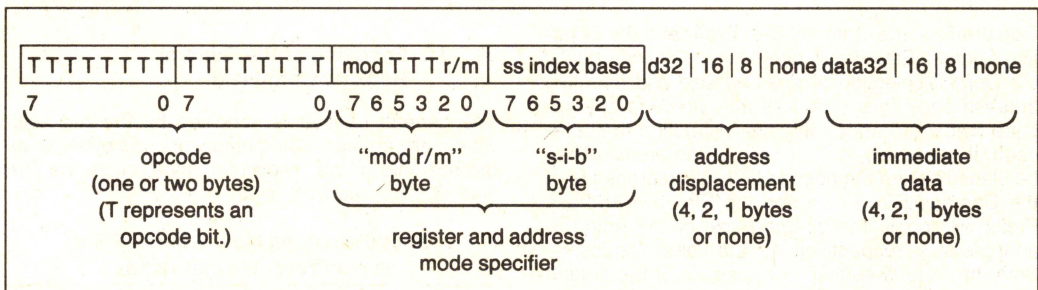 T T T T T T T T T T T T T T T T mod T T T r/m ss index base d32 | 16 | 8 | none data32 | 16 | 8 | none
7 0 7 0 7 6 5 3 2 0 7 6 5 3 2 0
opcode
(one or two bytes)
(T represents an
opcode bit.)
“mod r/m”
byte
“s-i-b”
byte
register and address
mode specifier
address
displacement
(4, 2, 1 bytes
or none)
immediate
data
(4, 2, 1 bytes
or none)